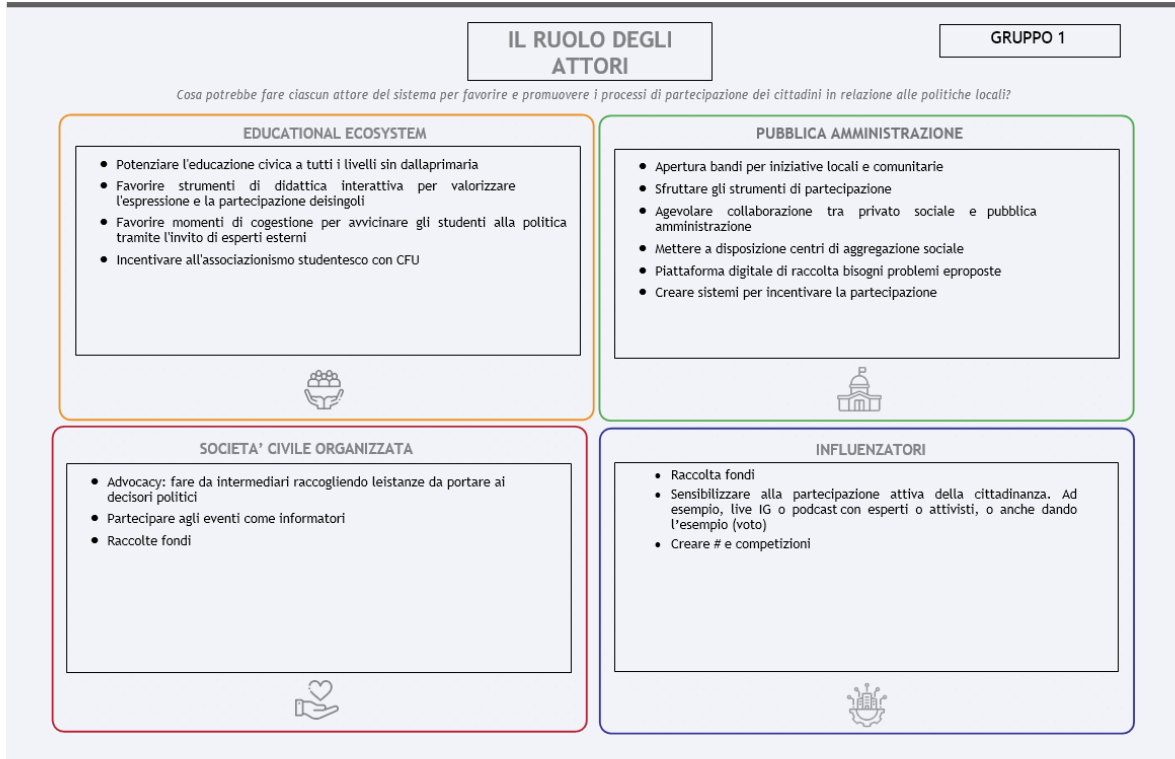 IL RUOLO DEGLI
ATTORI
GRUPPO 1
Cosa potrebbe fare ciascun attore del sistema per favorire e promuovere i processi di partecipazione dei cittadini in relazione alle politiche locali?
EDUCATIONAL ECOSYSTEM
● Potenziare l'educazione civica a tutti i livelli sin dallaprimaria
● Favorire strumenti di didattica interattiva per valorizzare
l'espressione e la partecipazione deisingoli
● Favorire momenti di cogestione per avvicinare gli studenti alla politica
tramite l'invito di esperti esterni
● Incentivare all'associazionismo studentesco con CFU
PUBBLICA AMMINISTRAZIONE
● Apertura bandi per iniziative locali e comunitarie
● Sfruttare gli strumenti di partecipazione
● Agevolare collaborazione tra privato sociale e pubblica
amministrazione
● Mettere a disposizione centri di aggregazione sociale
● Piattaforma digitale di raccolta bisogni problemi eproposte
● Creare sistemi per incentivare la partecipazione
SOCIETA’ CIVILE ORGANIZZATA
● Advocacy: fare da intermediari raccogliendo leistanze da portare ai
decisori politici
● Partecipare agli eventi come informatori
● Raccolte fondi
INFLUENZATORI
• Raccolta fondi
• Sensibilizzare alla partecipazione attiva della cittadinanza. Ad
esempio, live IG o podcast con esperti o attivisti, o anche dando
l’esempio (voto)
• Creare # e competizioni